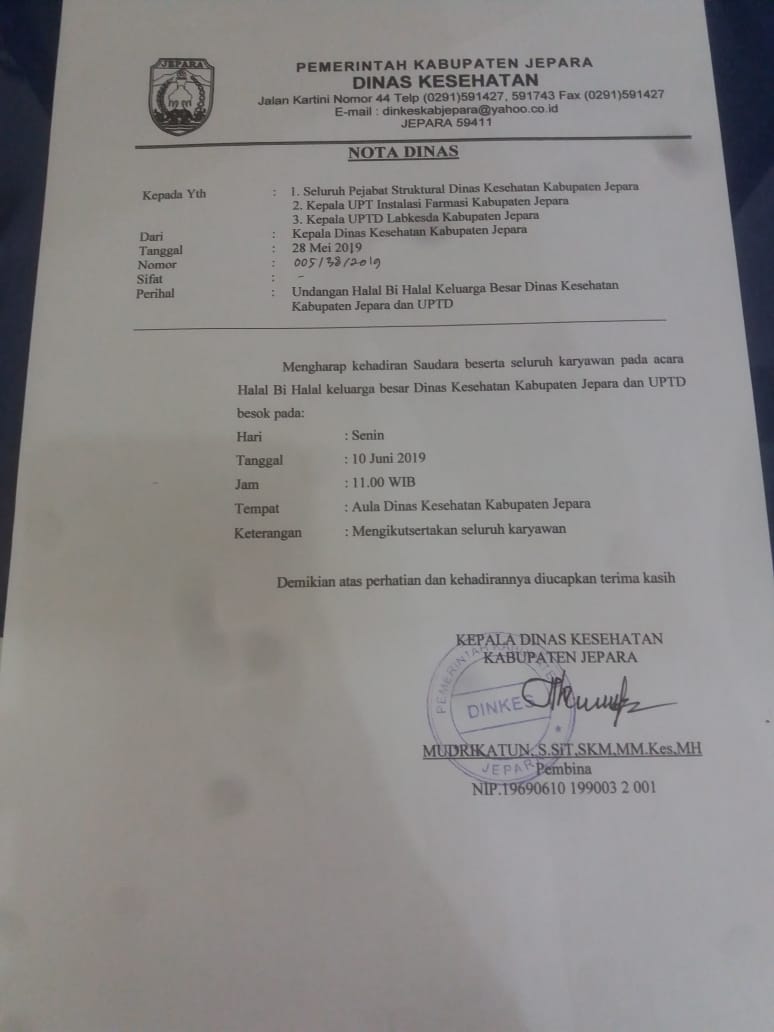 JEPARA
PEMERINTAH KABUPATEN JEPARA
DINAS KESEHATAN
Jalan Kartini Nomor 44 Telp (0291)591427, 591743 Fax (0291)591427
E-mail : dinkeskabjepara@yahoo.co.id
JEPARA 59411
NOTA DINAS
Kepada Yth : 1. Seluruh Pejabat Struktural Dinas Kesehatan Kabupaten Jepara
2. Kepala UPT Instalasi Farmasi Kabupaten Jepara
3. Kepala UPTD Labkesda Kabupaten Jepara
Dari : Kepala Dinas Kesehatan Kabupaten Jepara
Tanggal : 28 Mei 2019
Nomor : 005/38/2019
Sifat : -
Perihal : Undangan Halal Bi Halal Keluarga Besar Dinas Kesehatan
Kabupaten Jepara dan UPTD
Mengharap kehadiran Saudara beserta seluruh karyawan pada acara
Halal Bi Halal keluarga besar Dinas Kesehatan Kabupaten Jepara dan UPTD
besok pada:
Hari : Senin
Tanggal : 10 Juni 2019
Jam : 11.00 WIB
Tempat : Aula Dinas Kesehatan Kabupaten Jepara
Keterangan : Mengikutsertakan seluruh karyawan
Demikian atas perhatian dan kehadirannya diucapkan terima kasih
KEPALA DINAS KESEHATAN
KABUPATEN JEPARA
PEMERINTAH KABUPATEN
DINKES
JEPARA
MUDRIKATUN, S.SiT,SKM,MM.Kes,MH
Pembina
NIP.19690610 199003 2 001